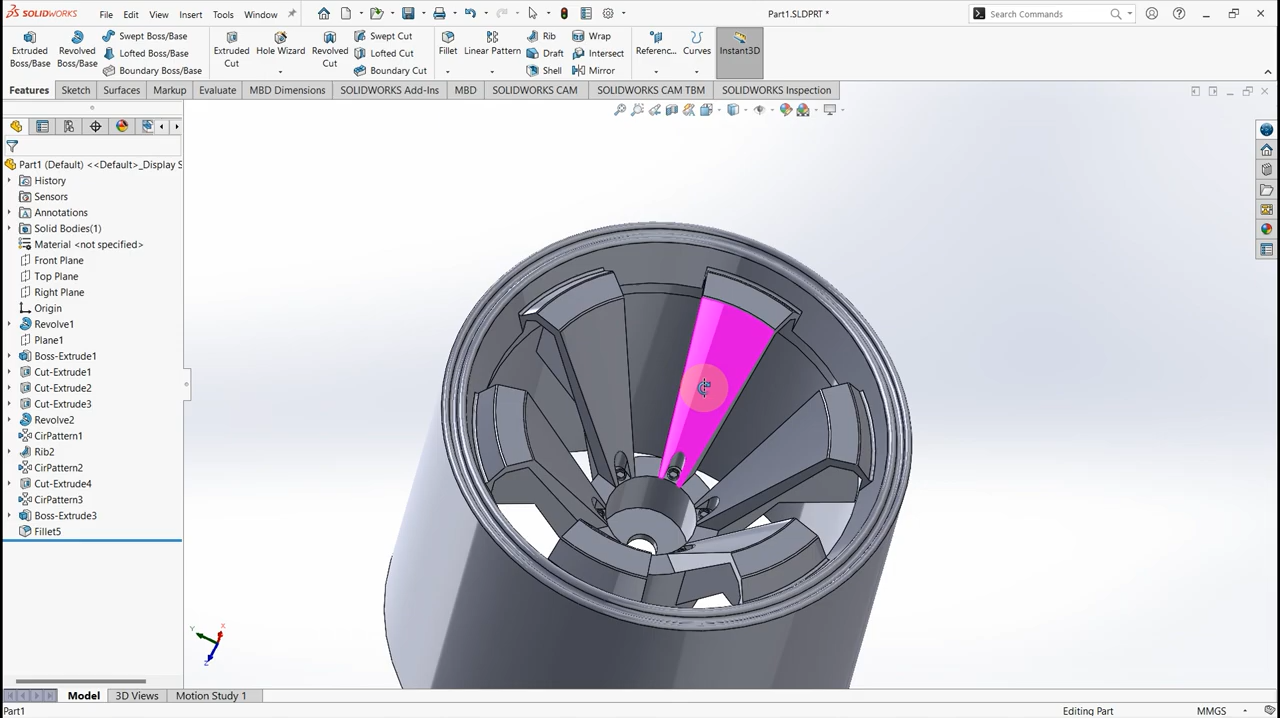 SOLIDWORKS File Edit View Insert Tools Window Part1.SLDPRT * Search Commands
Extruded Boss/Base Revolved Boss/Base Swept Boss/Base Lofted Boss/Base Boundary Boss/Base Extruded Cut Hole Wizard Revolved Cut Swept Cut Lofted Cut Boundary Cut Fillet Linear Pattern Rib Draft Shell Wrap Intersect Mirror Referenc... Curves Instant3D
Features Sketch Surfaces Markup Evaluate MBD Dimensions SOLIDWORKS Add-Ins MBD SOLIDWORKS CAM SOLIDWORKS CAM TBM SOLIDWORKS Inspection
Part1 (Default) <<Default>_Display S
History
Sensors
Annotations
Solid Bodies(1)
Material <not specified>
Front Plane
Top Plane
Right Plane
Origin
Revolve1
Plane1
Boss-Extrude1
Cut-Extrude1
Cut-Extrude2
Cut-Extrude3
Revolve2
CirPattern1
Rib2
CirPattern2
Cut-Extrude4
CirPattern3
Boss-Extrude3
Fillet5
Y X
Z
Model 3D Views Motion Study 1
Part1 Editing Part MMGS